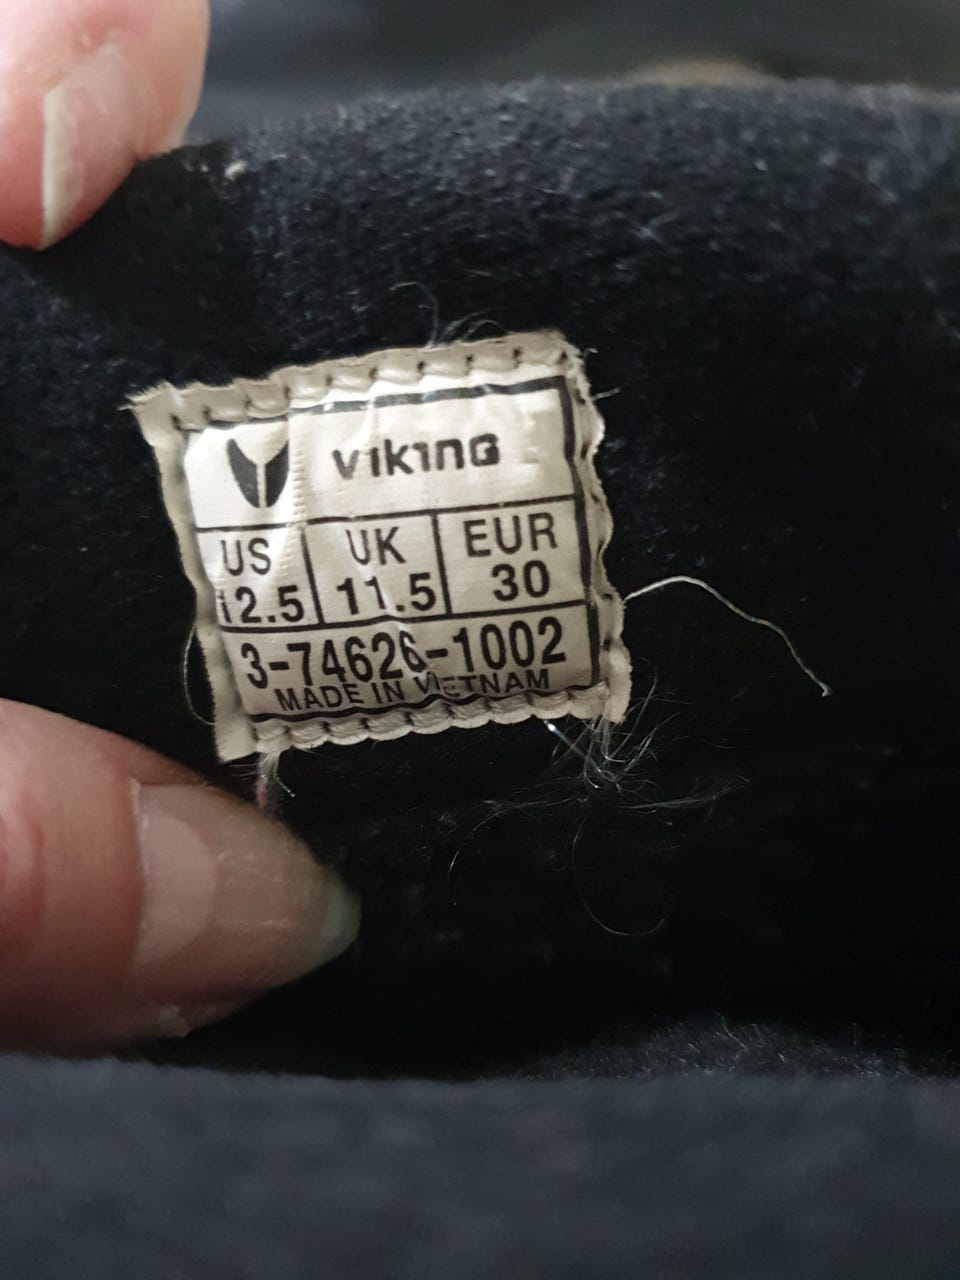 viking
US UK EUR
12.5 11.5 30
3-74626-1002
MADE IN VIETNAM